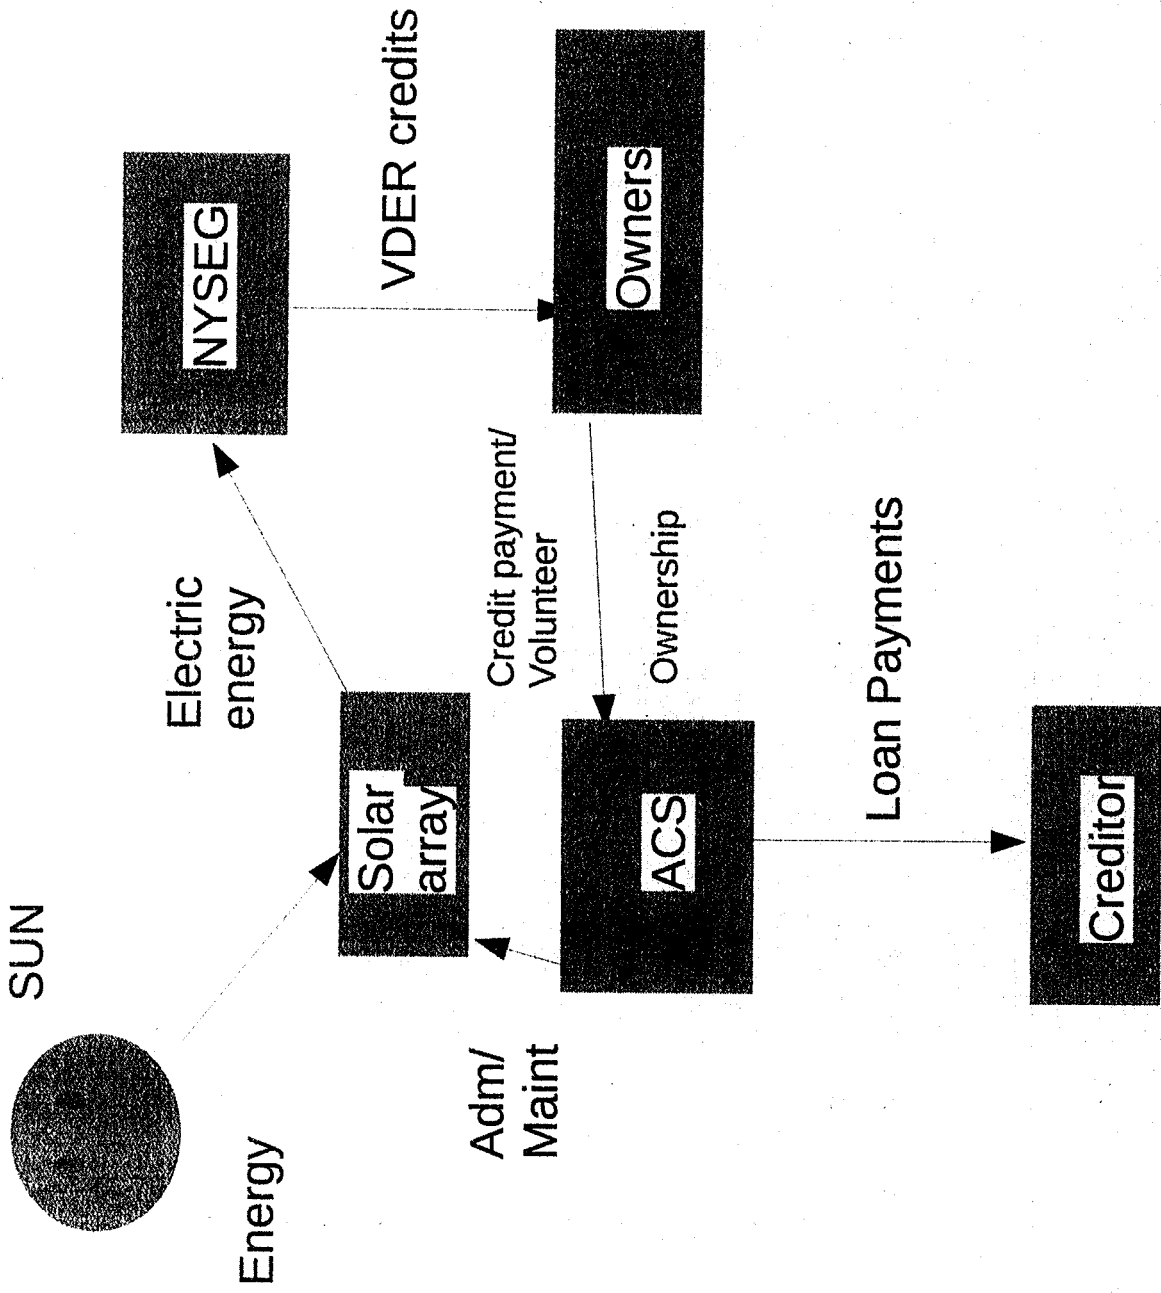 SUN
Energy
Electric
energy
NYSEG
Solar
array
VDER credits
Adm/
Maint
Credit payment/
Volunteer
Owners
ACS
Ownership
Loan Payments
Creditor